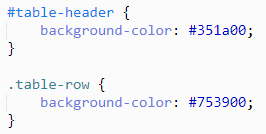 #table-header {
    background-color: #351a00;
}

.table-row {
    background-color: #753900;
}